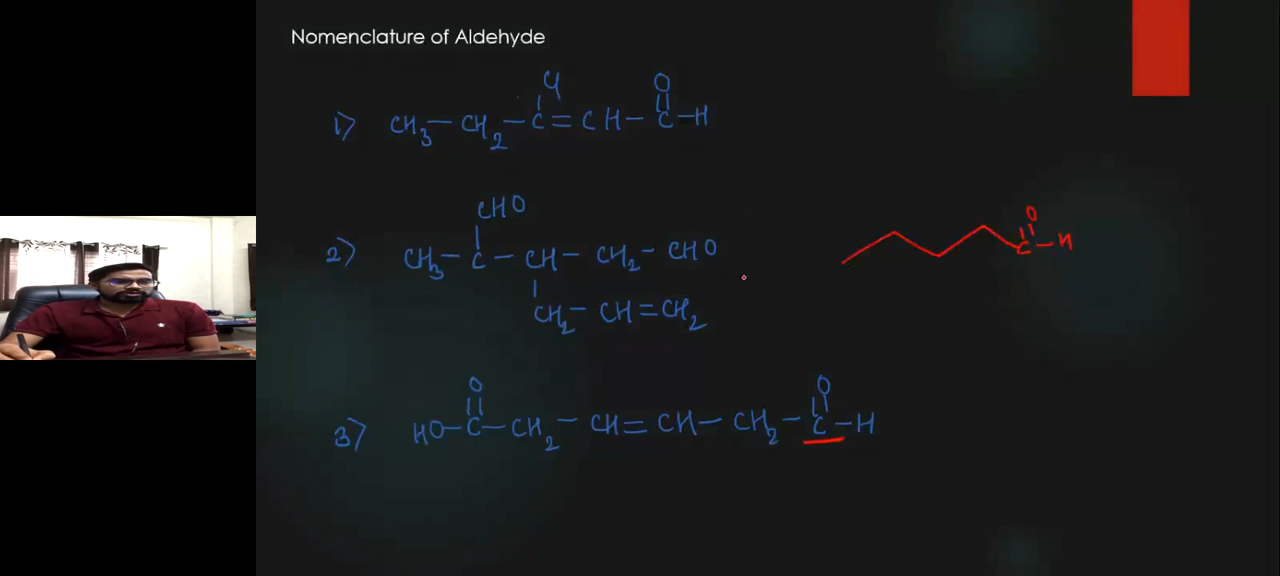 Nomenclature of Aldehyde
Cl O
1) CH3 - CH2 - C = CH - C - H
CHO
2) CH3 - C - CH - CH2 - CHO
CH2 - CH = CH2
O
C - H
O O
3) HO - C - CH2 - CH = CH - CH2 - C - H